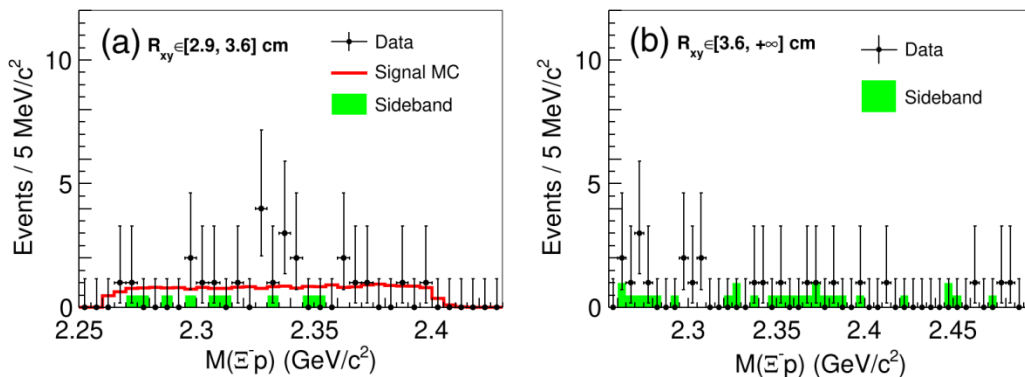 (a) R_xy∈[2.9, 3.6] cm
Data
Signal MC
Sideband
Events / 5 MeV/c²
10
5
0
2.25 2.3 2.35 2.4
M(Ξ⁻p) (GeV/c²)
(b) R_xy∈[3.6, +∞] cm
Data
Sideband
Events / 5 MeV/c²
10
5
0
2.3 2.35 2.4 2.45
M(Ξ⁻p) (GeV/c²)